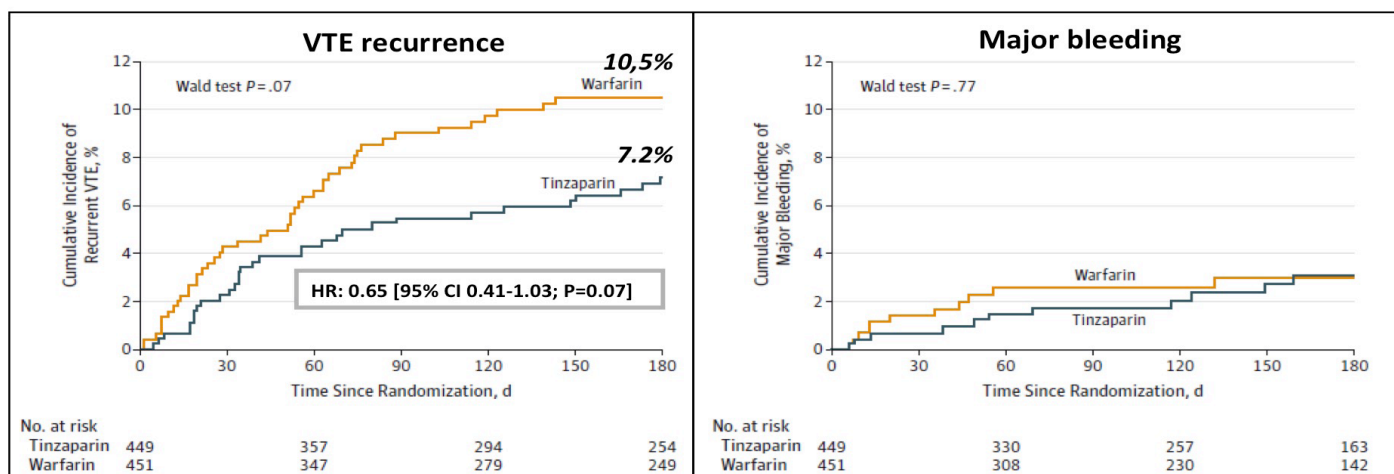 VTE recurrence
12
10
8
6
4
2
0
Cumulative Incidence of
Recurrent VTE, %
Wald test P = .07
10,5%
Warfarin
7.2%
Tinzaparin
HR: 0.65 [95% CI 0.41-1.03; P=0.07]
0 30 60 90 120 150 180
Time Since Randomization, d
No. at risk
Tinzaparin 449 357 294 254
Warfarin 451 347 279 249
Major bleeding
12
10
8
6
4
2
0
Cumulative Incidence of
Major Bleeding, %
Wald test P = .77
Warfarin
Tinzaparin
0 30 60 90 120 150 180
Time Since Randomization, d
No. at risk
Tinzaparin 449 330 257 163
Warfarin 451 308 230 142